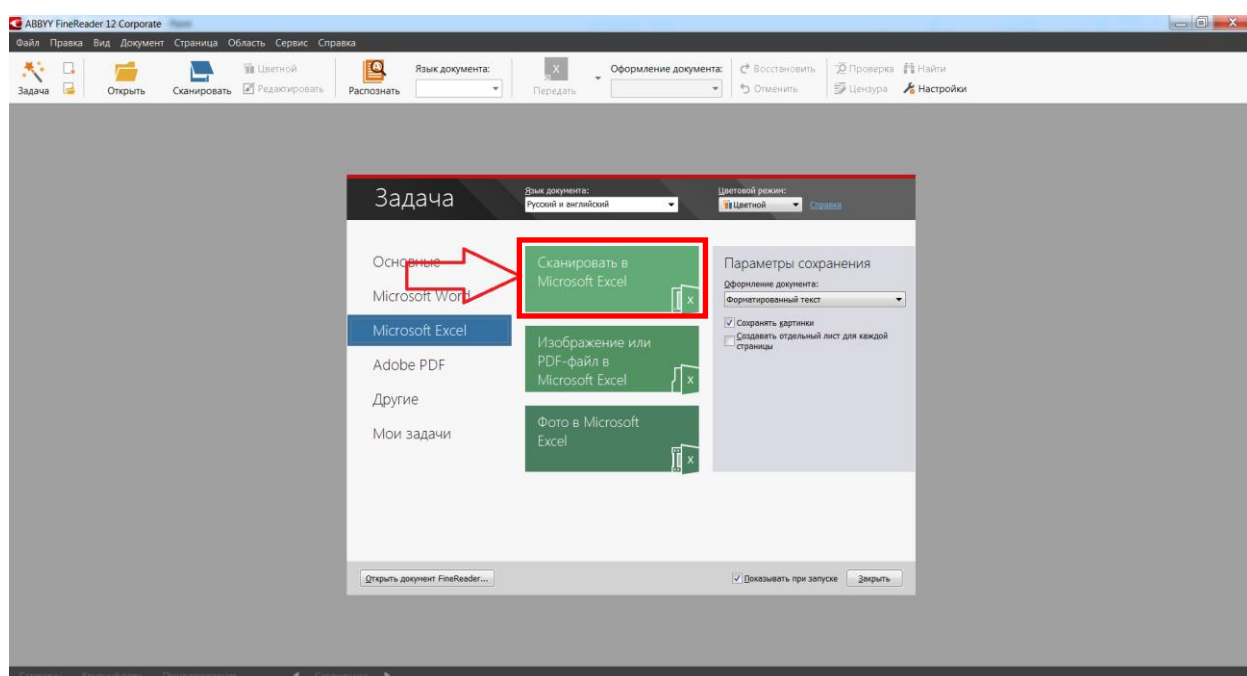 ABBYY FineReader 12 Corporate
Файл Правка Вид Документ Страница Область Сервис Справка
Задача
Открыть
Сканировать
Цветной
Редактировать
Распознать
Язык документа:
Передать
Оформление документа:
Восстановить
Отменить
Проверка
Цензура
Найти
Настройки
Задача
Язык документа:
Русский и английский
Цветовой режим:
Цветной
Справка
Основные
Microsoft Word
Microsoft Excel
Adobe PDF
Другие
Мои задачи
Сканировать в
Microsoft Excel
Изображение или
PDF-файл в
Microsoft Excel
Фото в Microsoft
Excel
Параметры сохранения
Оформление документа:
Форматированный текст
Сохранять картинки
Создавать отдельный лист для каждой
страницы
Открыть документ FineReader...
Показывать при запуске
Закрыть